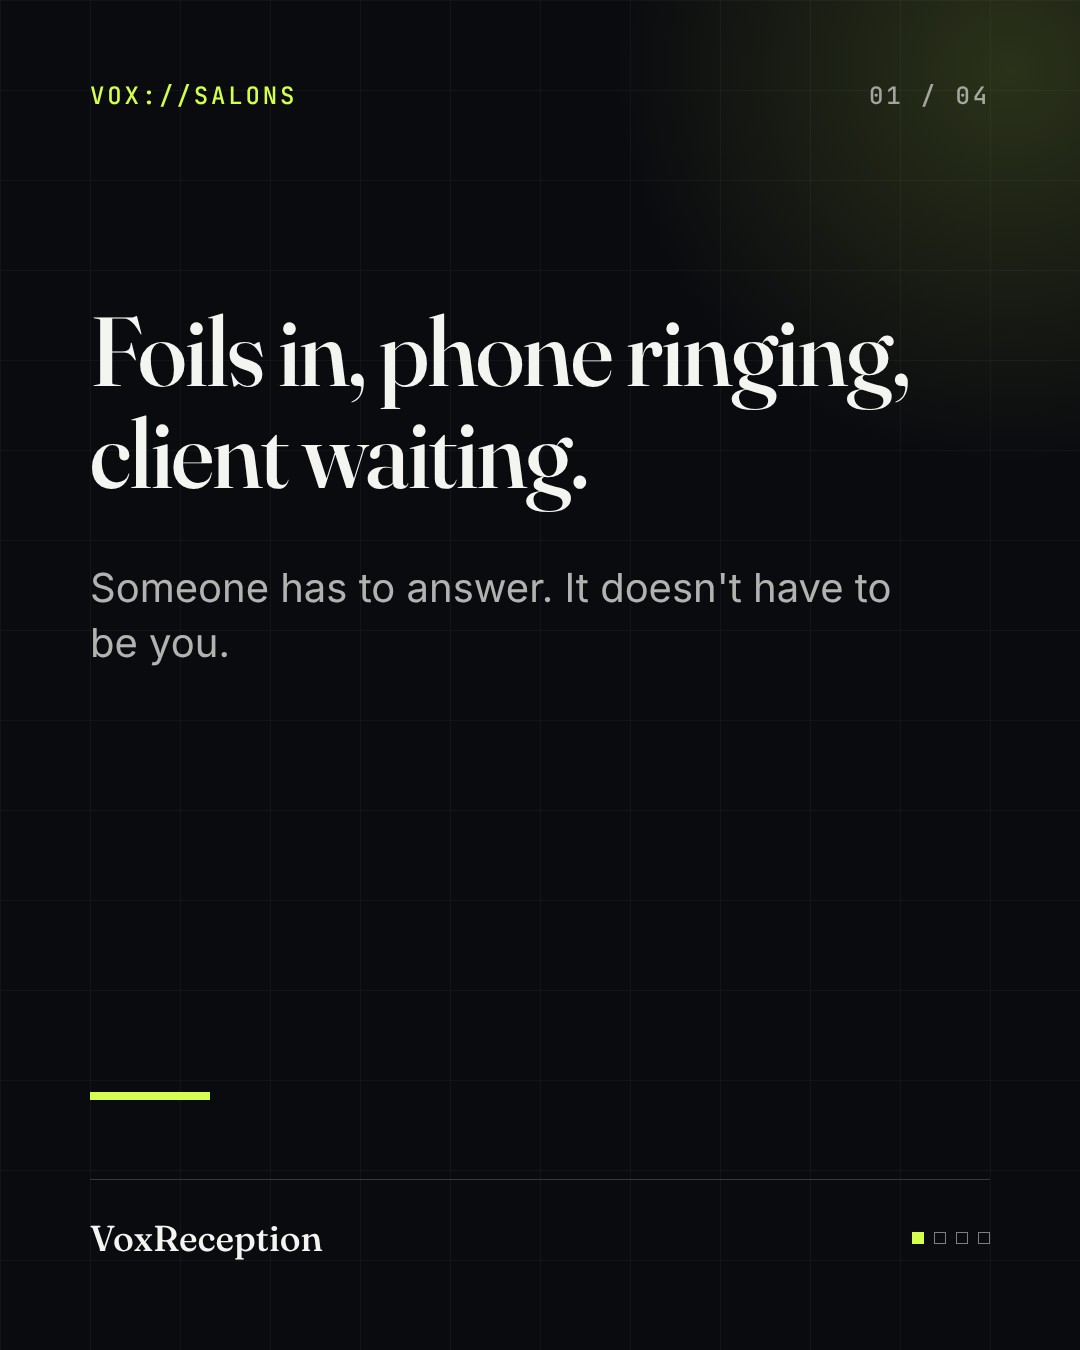 VOX://SALONS
01 / 04
Foils in, phone ringing,
client waiting.
Someone has to answer. It doesn't have to
be you.
VoxReception